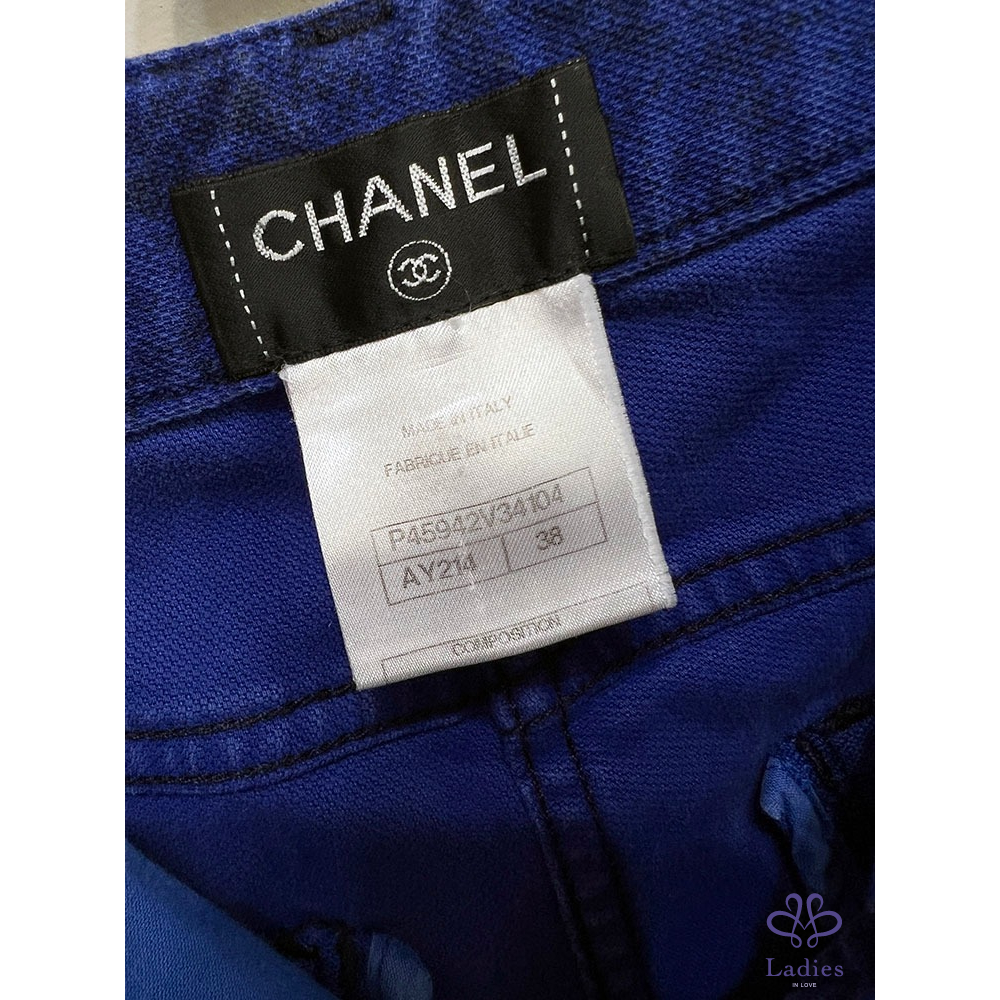 CHANEL
MADE IN ITALY
FABRIQUE EN ITALIE
P45942V34104
AY214 38
COMPOSITION
Ladies
IN LOVE